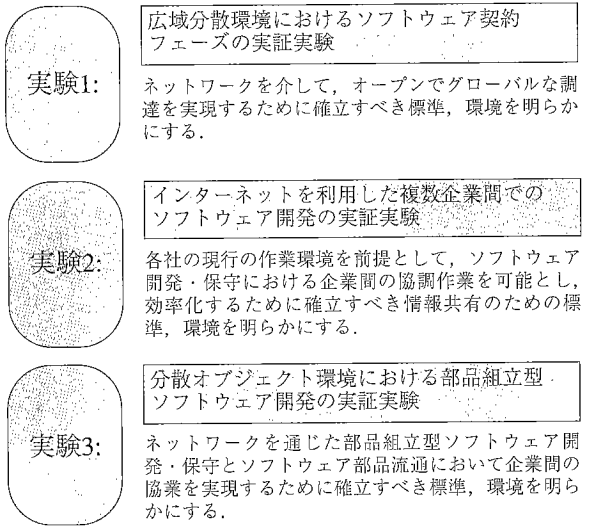 実験1:
広域分散環境におけるソフトウェア契約
フェーズの実証実験
ネットワークを介して，オープンでグローバルな調
達を実現するために確立すべき標準，環境を明らか
にする．
実験2:
インターネットを利用した複数企業間での
ソフトウェア開発の実証実験
各社の現行の作業環境を前提として，ソフトウェア
開発・保守における企業間の協調作業を可能とし，
効率化するために確立すべき情報共有のための標
準，環境を明らかにする．
実験3:
分散オブジェクト環境における部品組立型
ソフトウェア開発の実証実験
ネットワークを通じた部品組立型ソフトウェア開
発・保守とソフトウェア部品流通において企業間の
協業を実現するために確立すべき標準，環境を明ら
かにする．